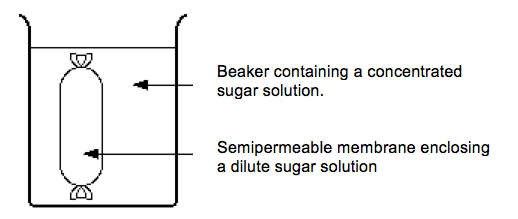 Beaker containing a concentrated
sugar solution.
Semipermeable membrane enclosing
a dilute sugar solution